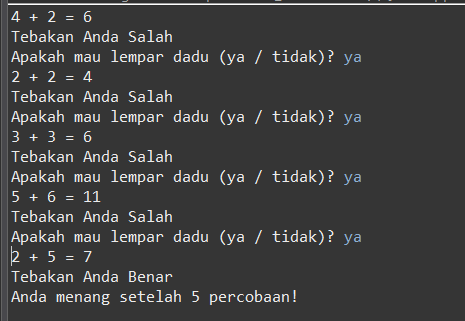 4 + 2 = 6
Tebakan Anda Salah
Apakah mau lempar dadu (ya / tidak)? ya
2 + 2 = 4
Tebakan Anda Salah
Apakah mau lempar dadu (ya / tidak)? ya
3 + 3 = 6
Tebakan Anda Salah
Apakah mau lempar dadu (ya / tidak)? ya
5 + 6 = 11
Tebakan Anda Salah
Apakah mau lempar dadu (ya / tidak)? ya
2 + 5 = 7
Tebakan Anda Benar
Anda menang setelah 5 percobaan!